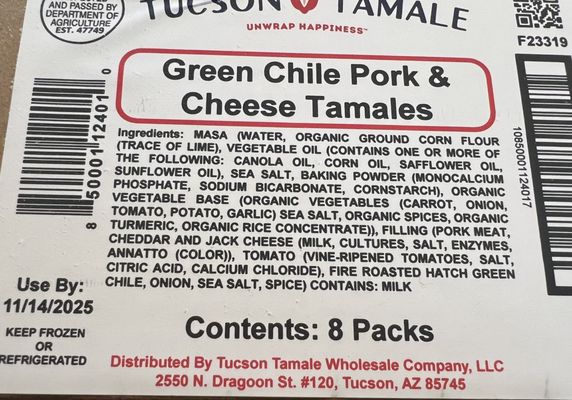 AND PASSED BY
DEPARTMENT OF
AGRICULTURE
EST. 47749
TUCSON TAMALE
UNWRAP HAPPINESS™
F23319
Green Chile Pork &
Cheese Tamales
Ingredients: MASA (WATER, ORGANIC GROUND CORN FLOUR
(TRACE OF LIME), VEGETABLE OIL (CONTAINS ONE OR MORE OF
THE FOLLOWING: CANOLA OIL, CORN OIL, SAFFLOWER OIL,
SUNFLOWER OIL), SEA SALT, BAKING POWDER (MONOCALCIUM
PHOSPHATE, SODIUM BICARBONATE, CORNSTARCH), ORGANIC
VEGETABLE BASE (ORGANIC VEGETABLES (CARROT, ONION,
TOMATO, POTATO, GARLIC) SEA SALT, ORGANIC SPICES, ORGANIC
TURMERIC, ORGANIC RICE CONCENTRATE)), FILLING (PORK MEAT,
CHEDDAR AND JACK CHEESE (MILK, CULTURES, SALT, ENZYMES,
ANNATTO (COLOR)), TOMATO (VINE-RIPENED TOMATOES, SALT,
CITRIC ACID, CALCIUM CHLORIDE), FIRE ROASTED HATCH GREEN
CHILE, ONION, SEA SALT, SPICE) CONTAINS: MILK
8 50001 12401 0
10850001124017
Use By:
11/14/2025
KEEP FROZEN
OR
REFRIGERATED
Contents: 8 Packs
Distributed By Tucson Tamale Wholesale Company, LLC
2550 N. Dragoon St. #120, Tucson, AZ 85745